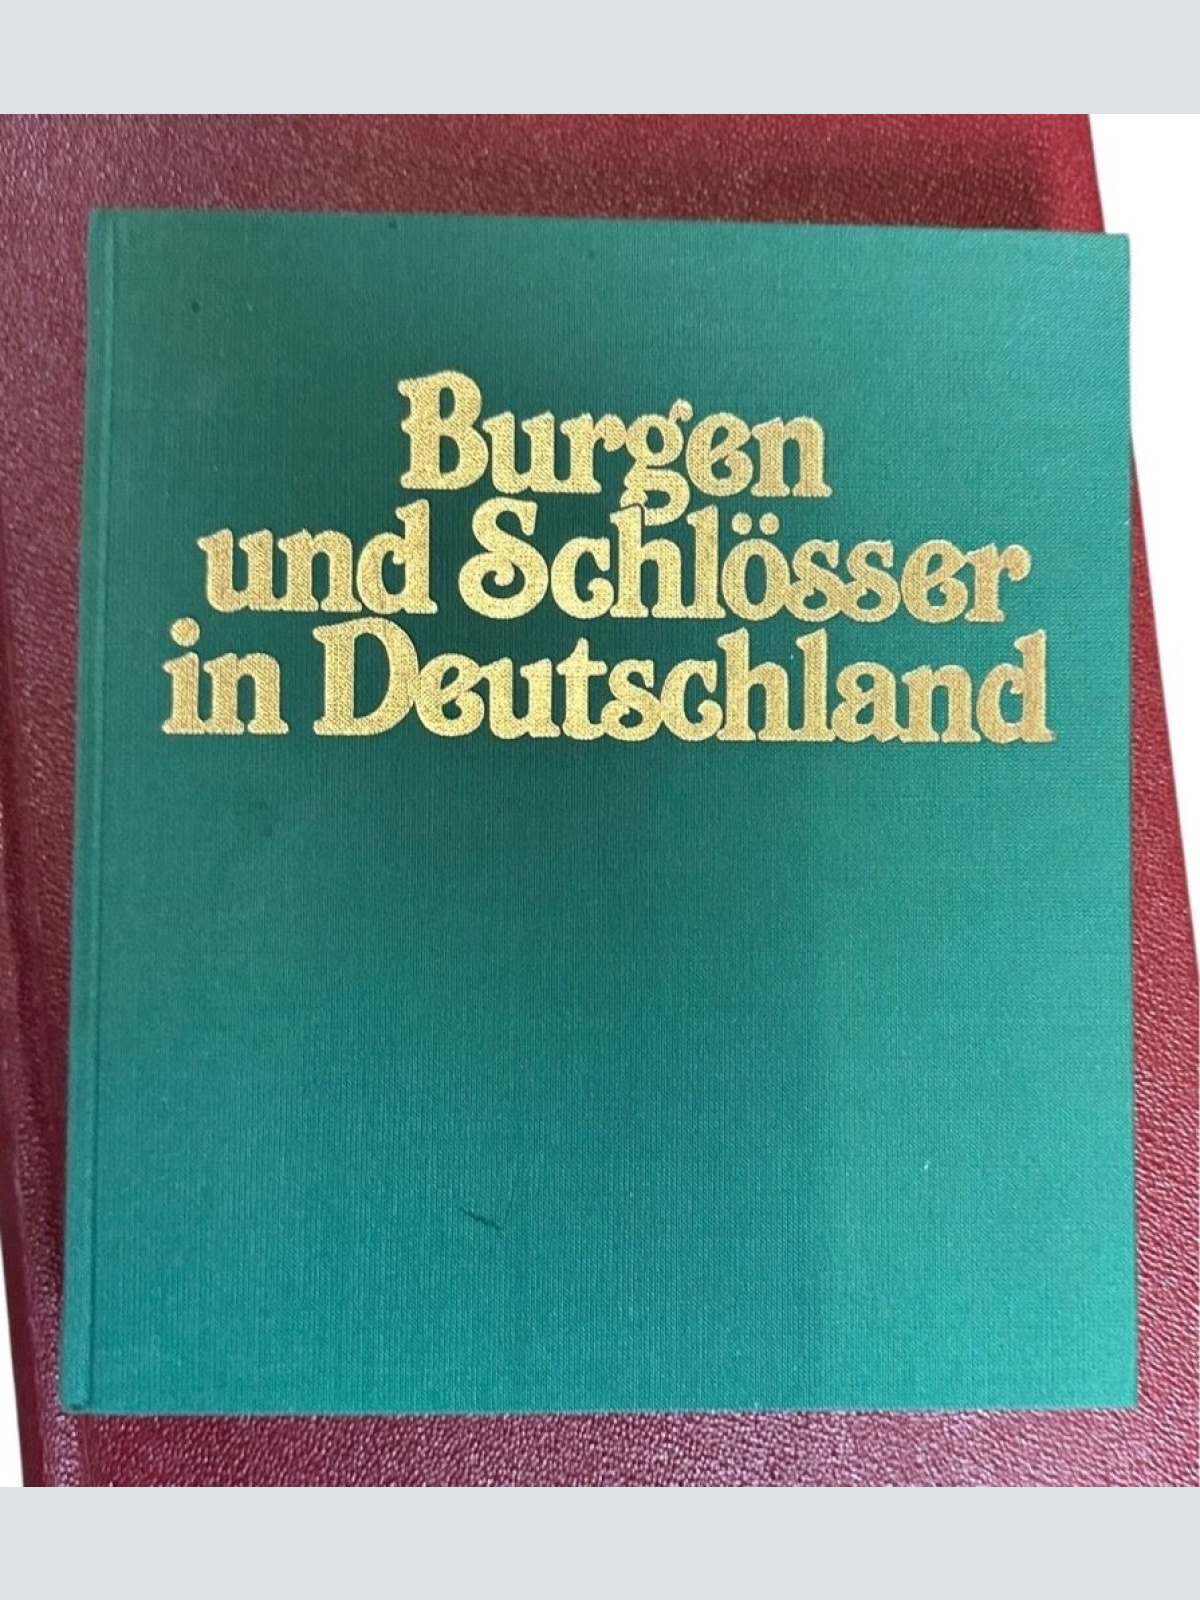 Burgen
und Schlösser
in Deutschland